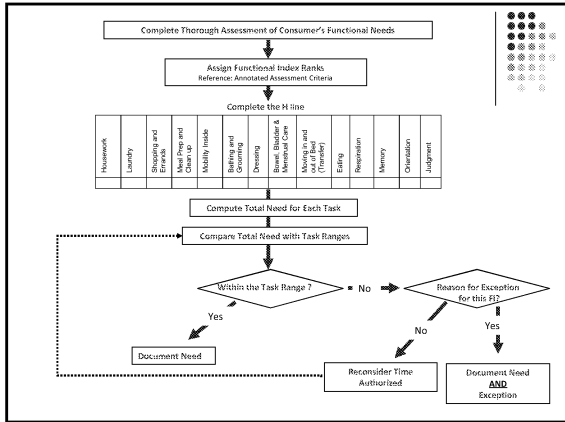 Complete Thorough Assessment of Consumer's Functional Needs
Assign Functional Index Ranks
Reference: Annotated Assessment Criteria
Complete the H line
Housework
Laundry
Shopping and
Errands
Meal Prep and
Clean up
Mobility Inside
Bathing and
Grooming
Dressing
Bowel, Bladder &
Menstrual Care
Moving in and
out of Bed
(Transfer)
Eating
Respiration
Memory
Orientation
Judgment
Compute Total Need for Each Task
Compare Total Need with Task Ranges
Within the Task Range ?
No
Reason for Exception
for this FI?
Yes
No
Yes
Document Need
Reconsider Time
Authorized
Document Need
AND
Exception